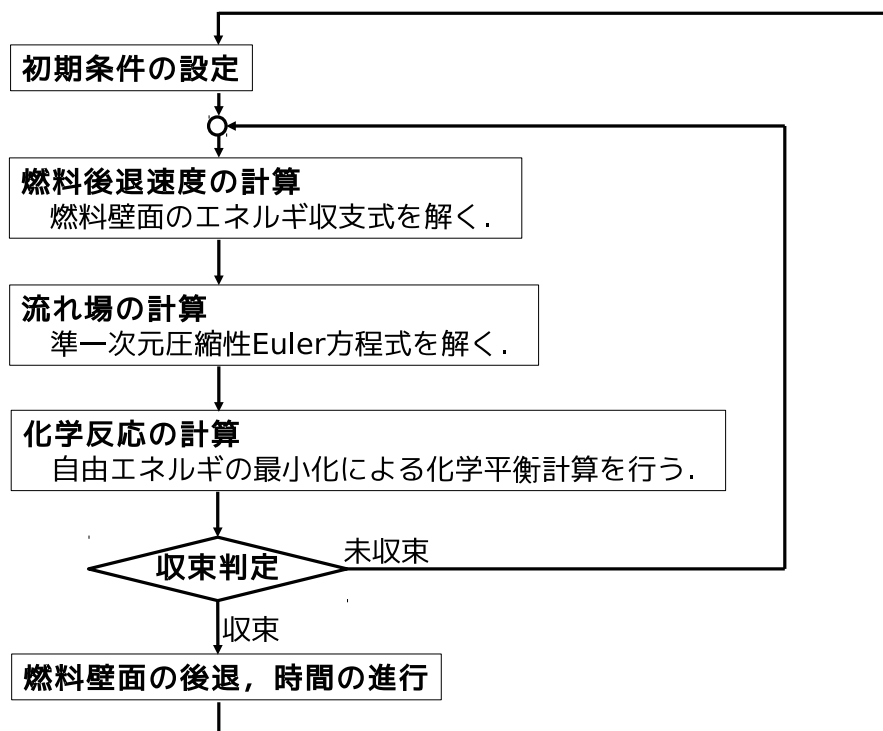 初期条件の設定
燃料後退速度の計算
燃料壁面のエネルギ収支式を解く.
流れ場の計算
準一次元圧縮性Euler方程式を解く.
化学反応の計算
自由エネルギの最小化による化学平衡計算を行う.
収束判定
未収束
収束
燃料壁面の後退，時間の進行